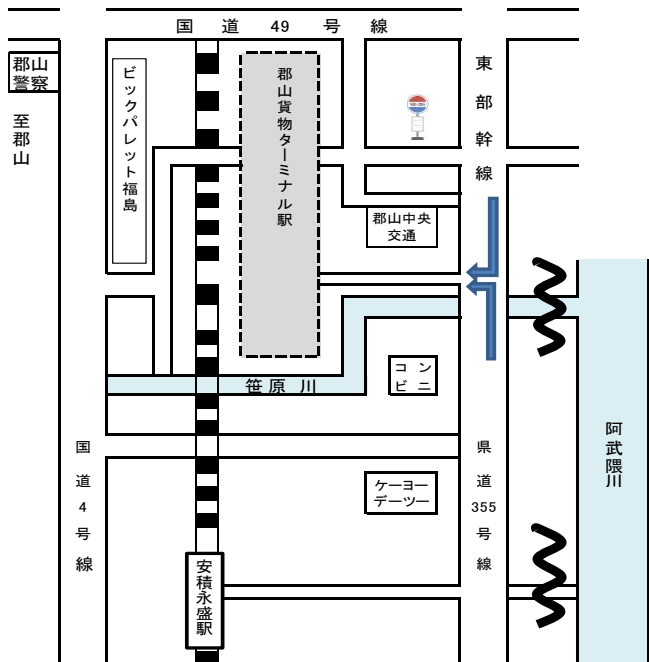 国道49号線
郡山
警察
至郡山
ビックパレット福島
郡山貨物ターミナル駅
東部幹線
郡山中央
交通
コン
ビニ
笹原川
阿武隈川
国道4号線
県道355号線
ケーヨー
デーツー
安積永盛駅